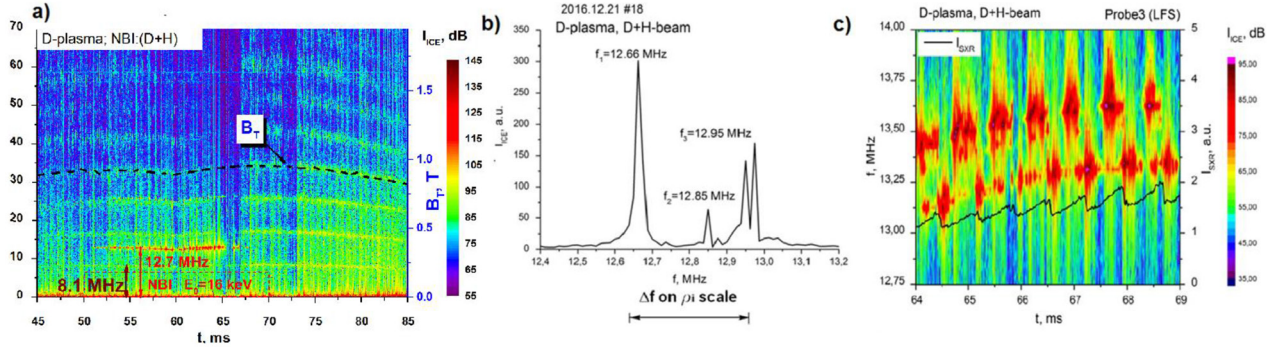 a)
D-plasma; NBI:(D+H)
I_ICE, dB
70
60
50
40
30
20
10
0
B_T
12.7 MHz
8.1 MHz
NBI E_0=16 keV
45 50 55 60 65 70 75 80 85
t, ms
1.5
1.0
0.5
0.0
B_T, T
145
135
125
115
105
95
85
75
65
55
b)
2016.12.21 #18
D-plasma, D+H-beam
f_1=12.66 MHz
f_3=12.95 MHz
f_2=12.85 MHz
I_ICE, a.u.
350
300
250
200
150
100
50
0
12,4 12,6 12,7 12,8 12,9 13,0 13,1 13,2
f, MHz
Δf on ρi scale
c)
D-plasma, D+H-beam Probe3 (LFS)
I_ICE, dB
I_SXR
14,00
13,75
13,50
13,25
13,00
12,75
f, MHz
5
4
3
2
1
0
I_SXR, a.u.
95,00
85,00
75,00
65,00
55,00
45,00
35,00
64 65 66 67 68 69
t, ms